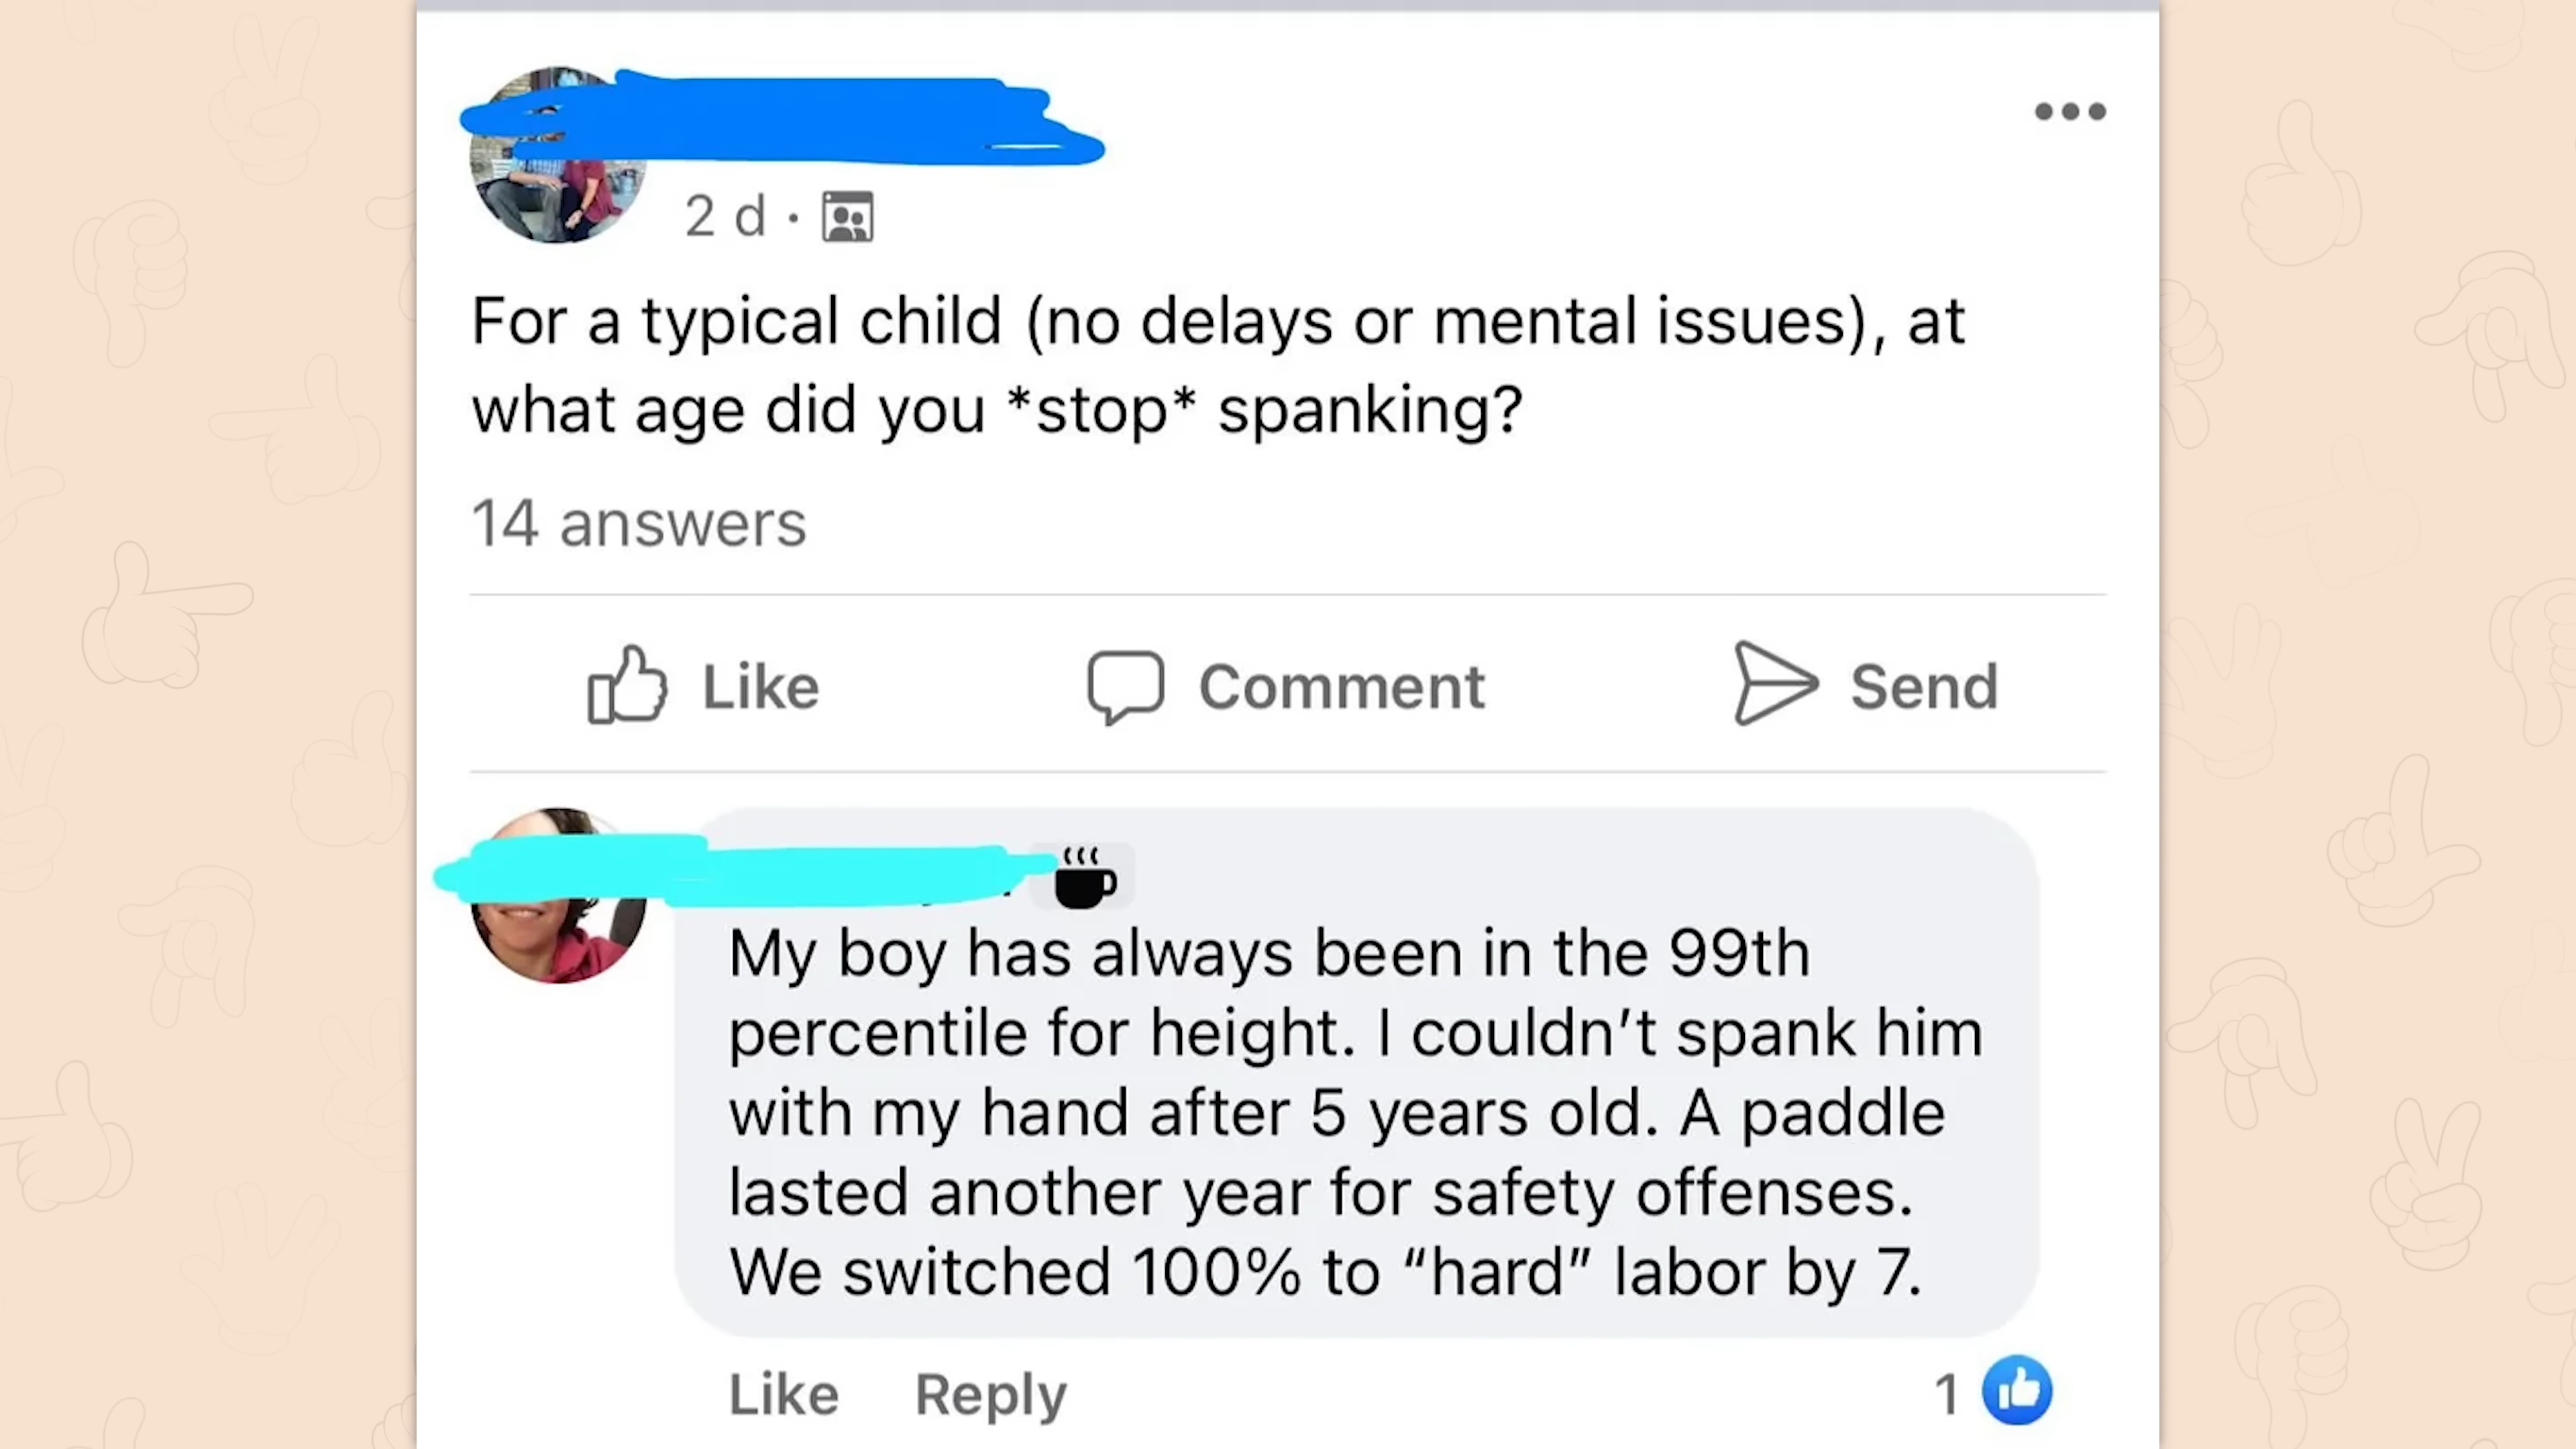 2 d ·
For a typical child (no delays or mental issues), at
what age did you *stop* spanking?
14 answers
Like Comment Send
My boy has always been in the 99th
percentile for height. I couldn't spank him
with my hand after 5 years old. A paddle
lasted another year for safety offenses.
We switched 100% to “hard” labor by 7.
Like Reply 1